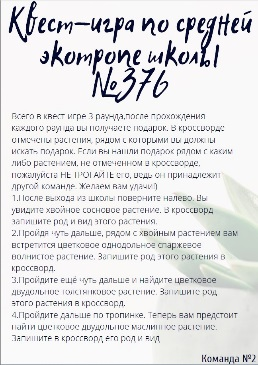 Квест-игра по средней
экотропе школы
№376
Всего в квест игре 3 раунда,после прохождения
каждого раунда вы получаете подарок. В кроссворде
отмечены растения, рядом с которыми вы должны
искать подарок. Если вы нашли подарок рядом с каким
либо растением, не отмеченном в кроссворде,
пожалуйста НЕ ТРОГАЙТЕ его, ведь он принадлежит
другой команде. Желаем вам удачи!)
1.После выхода из школы поверните налево. Вы
увидите хвойное сосновое растение. В кроссворд
запишите род и вид этого растения.
2.Пройдя чуть дальше, рядом с хвойным растением вам
встретится цветковое однодольное спаржевое
волнистое растение. Запишите род этого растения в
кроссворд.
3.Пройдите ещё чуть дальше и найдите цветковое
двудольное толстянковое растение. Запишите род
этого растения в кроссворд.
4.Пройдите дальше по тропинке. Теперь вам предстоит
найти цветковое двудольное маслинное растение.
Запишите в кроссворд его род и вид
Команда №2